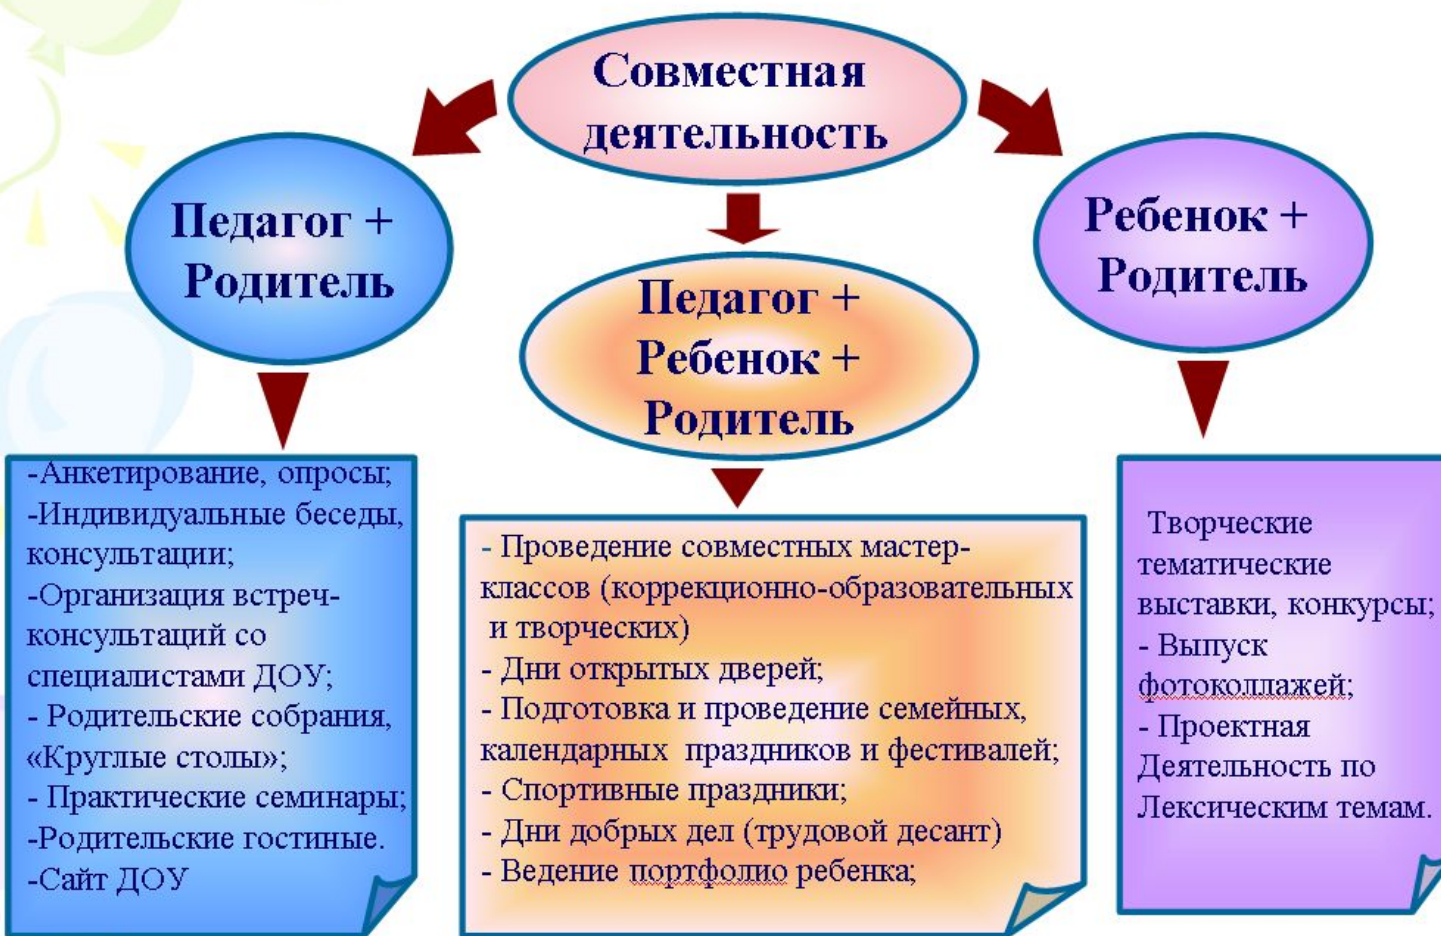 Совместная
деятельность
Педагог +
Родитель
Педагог +
Ребенок +
Родитель
Ребенок +
Родитель
-Анкетирование, опросы;
-Индивидуальные беседы,
консультации;
-Организация встреч-
консультаций со
специалистами ДОУ;
- Родительские собрания,
«Круглые столы»;
- Практические семинары;
-Родительские гостиные.
-Сайт ДОУ
- Проведение совместных мастер-
классов (коррекционно-образовательных
и творческих)
- Дни открытых дверей;
- Подготовка и проведение семейных,
календарных праздников и фестивалей;
- Спортивные праздники;
- Дни добрых дел (трудовой десант)
- Ведение портфолио ребенка;
Творческие
тематические
выставки, конкурсы;
- Выпуск
фотоколлажей;
- Проектная
Деятельность по
Лексическим темам.